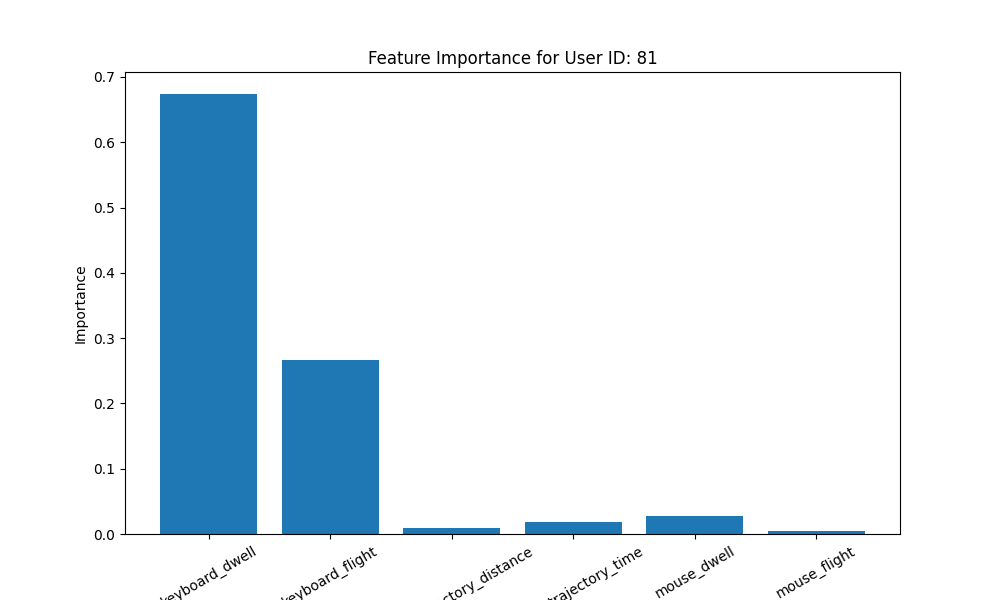 Feature Importance for User ID: 81
Importance
0.7
0.6
0.5
0.4
0.3
0.2
0.1
0.0
keyboard_dwell
keyboard_flight
ctory_distance
trajectory_time
mouse_dwell
mouse_flight